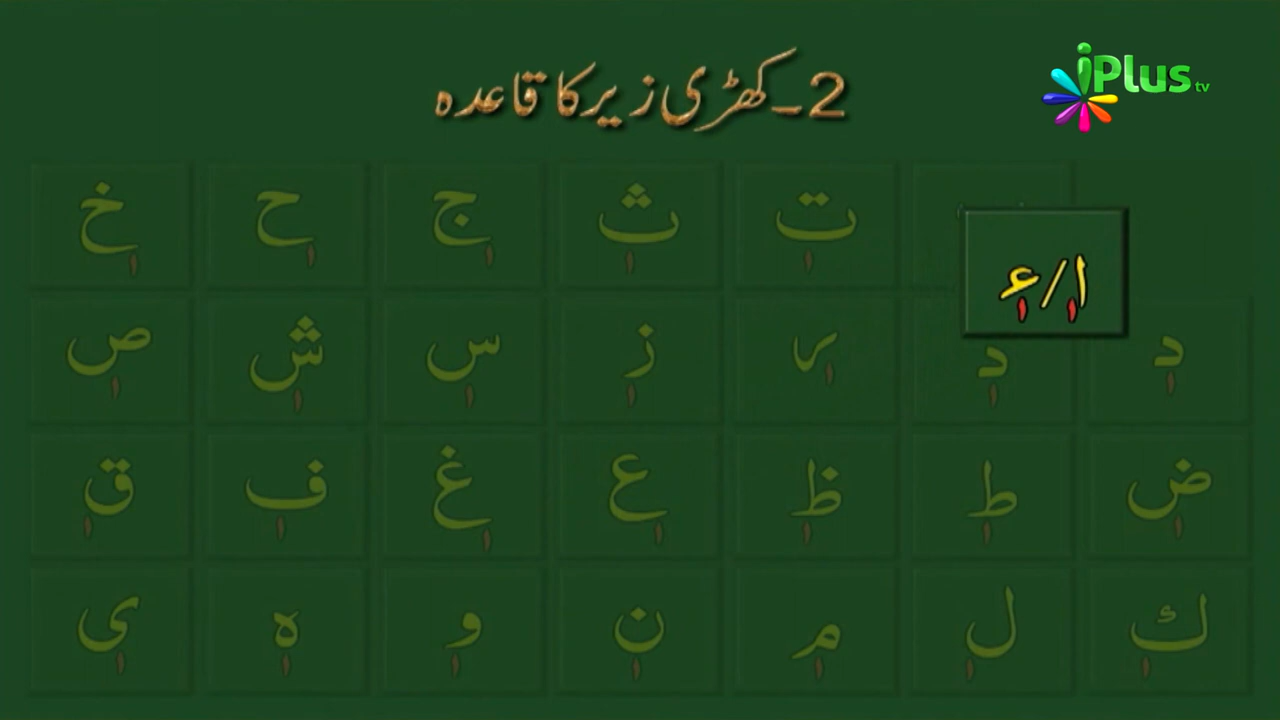 2۔کھڑی زیر کا قاعدہ
iPlus tv
اٖ/ءٖ
تٖ ثٖ جٖ حٖ خٖ
دٖ دٖ رٖ زٖ سٖ شٖ صٖ
ضٖ طٖ ظٖ عٖ غٖ فٖ قٖ
كٖ لٖ مٖ نٖ وٖ هٖ یٖ